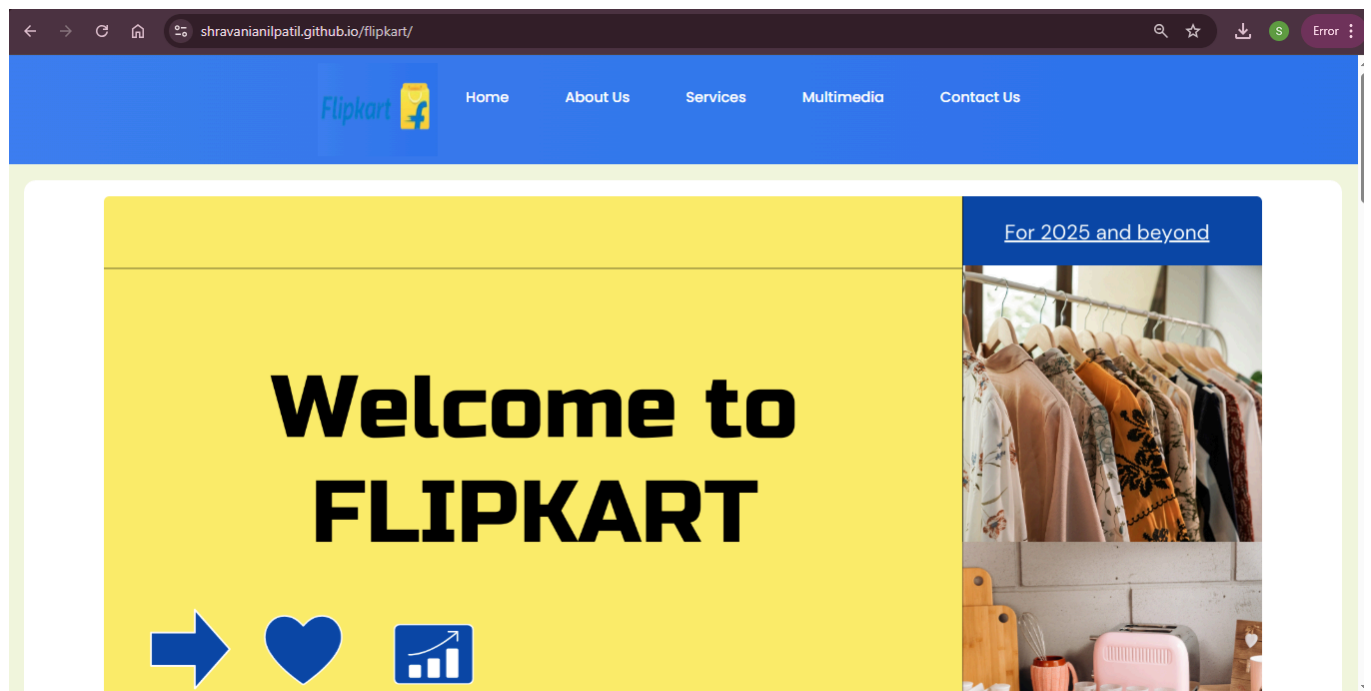 shravanianilpatil.github.io/flipkart/
S
Error
Flipkart
Home
About Us
Services
Multimedia
Contact Us
For 2025 and beyond
Welcome to
FLIPKART